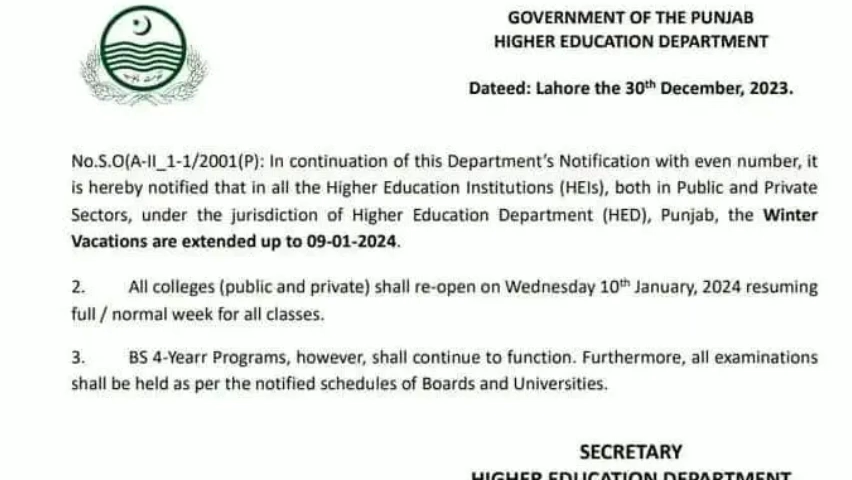 GOVERNMENT OF THE PUNJAB
HIGHER EDUCATION DEPARTMENT
Dateed: Lahore the 30th December, 2023.
No.S.O(A-II_1-1/2001(P): In continuation of this Department's Notification with even number, it
is hereby notified that in all the Higher Education Institutions (HEIs), both in Public and Private
Sectors, under the jurisdiction of Higher Education Department (HED), Punjab, the Winter
Vacations are extended up to 09-01-2024.
2. All colleges (public and private) shall re-open on Wednesday 10th January, 2024 resuming
full / normal week for all classes.
3. BS 4-Yearr Programs, however, shall continue to function. Furthermore, all examinations
shall be held as per the notified schedules of Boards and Universities.
SECRETARY
HIGHER EDUCATION DEPARTMENT